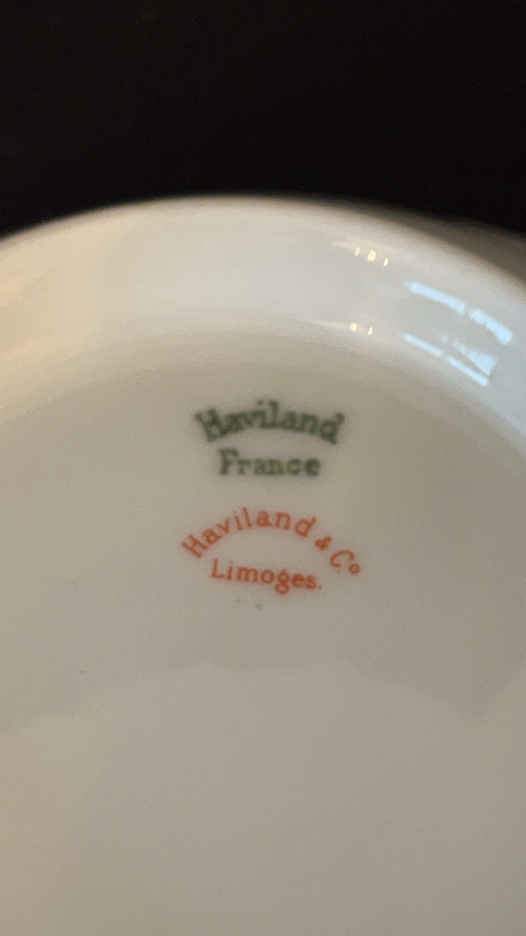 Haviland
France
Haviland & Co
Limoges.